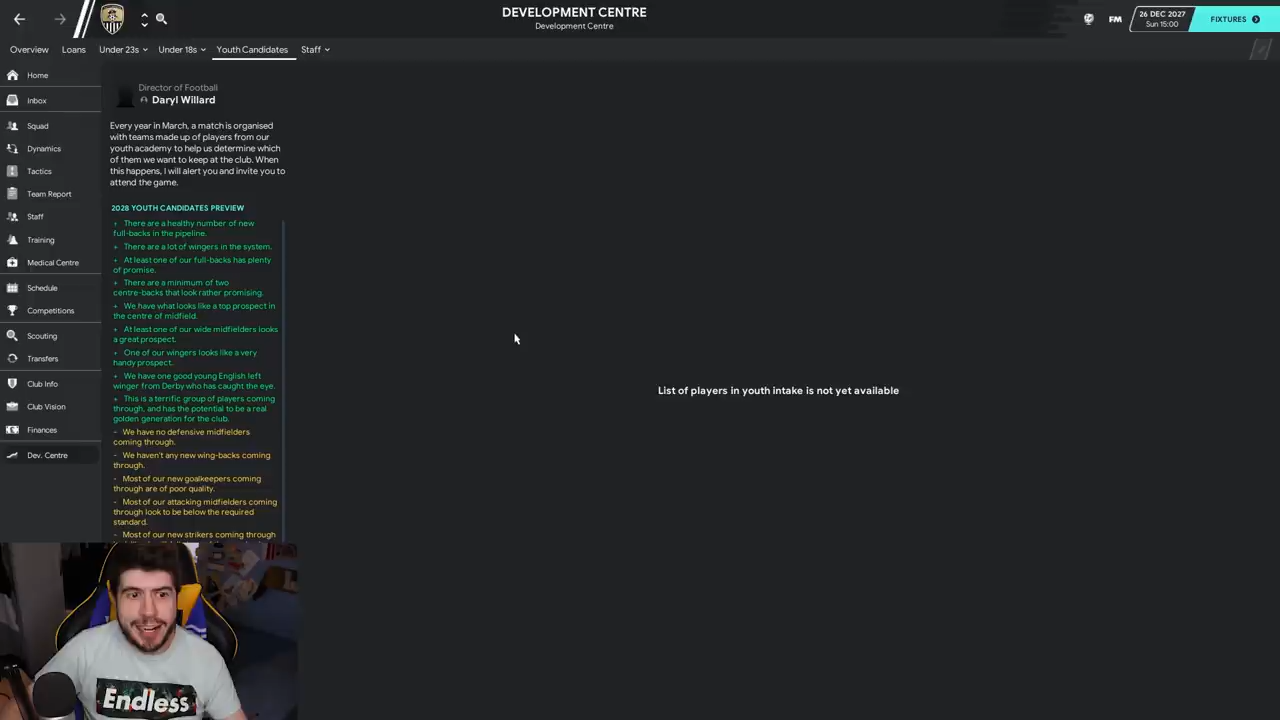 DEVELOPMENT CENTRE
Development Centre
FM
26 DEC 2027
Sun 15:00
FIXTURES
Overview
Loans
Under 23s
Under 18s
Youth Candidates
Staff
Home
Inbox
Squad
Dynamics
Tactics
Team Report
Staff
Training
Medical Centre
Schedule
Competitions
Scouting
Transfers
Club Info
Club Vision
Finances
Dev. Centre
Director of Football
Daryl Willard
Every year in March, a match is organised
with teams made up of players from our
youth academy to help us determine which
of them we want to keep at the club. When
this happens, I will alert you and invite you to
attend the game.
2028 YOUTH CANDIDATES PREVIEW
+ There are a healthy number of new
full-backs in the pipeline.
+ There are a lot of wingers in the system.
+ At least one of our full-backs has plenty
of promise.
+ There are a minimum of two
centre-backs that look rather promising.
+ We have what looks like a top prospect in
the centre of midfield.
+ At least one of our wide midfielders looks
a great prospect.
+ One of our wingers looks like a very
handy prospect.
+ We have one good young English left
winger from Derby who has caught the eye.
+ This is a terrific group of players coming
through, and has the potential to be a real
golden generation for the club.
- We have no defensive midfielders
coming through.
- We haven't any new wing-backs coming
through.
- Most of our new goalkeepers coming
through are of poor quality.
- Most of our attacking midfielders coming
through look to be below the required
standard.
- Most of our new strikers coming through
List of players in youth intake is not yet available
Endless